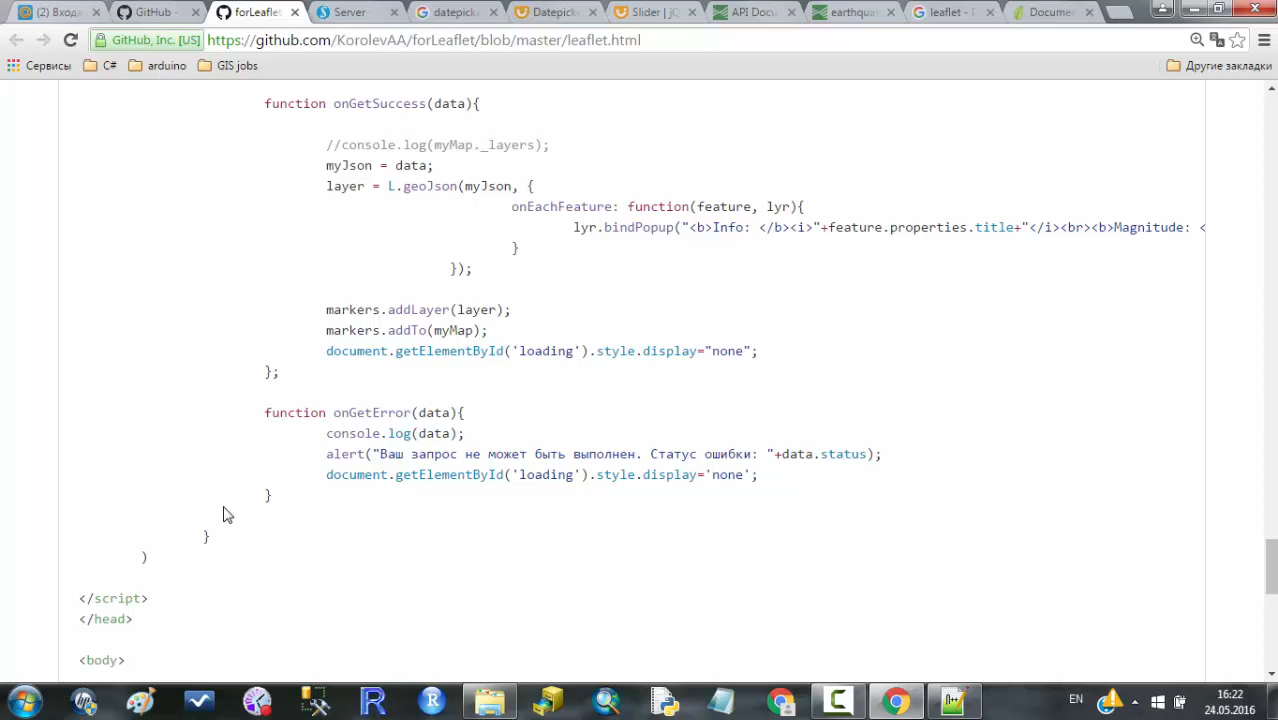 (2) Входя
GitHub -
forLeaflet
Server
datepick
Datepick
Slider | jQ
API Docu
earthqua
leaflet - 
Documen
GitHub, Inc. [US]
https://github.com/KorolevAA/forLeaflet/blob/master/leaflet.html
Сервисы
C#
arduino
GIS jobs
Другие закладки
function onGetSuccess(data){
//console.log(myMap._layers);
myJson = data;
layer = L.geoJson(myJson, {
onEachFeature: function(feature, lyr){
lyr.bindPopup("<b>Info: </b><i>"+feature.properties.title+"</i><br><b>Magnitude: <
}
});
markers.addLayer(layer);
markers.addTo(myMap);
document.getElementById('loading').style.display="none";
};
function onGetError(data){
console.log(data);
alert("Ваш запрос не может быть выполнен. Статус ошибки: "+data.status);
document.getElementById('loading').style.display='none';
}
}
)
</script>
</head>
<body>
EN
16:22
24.05.2016